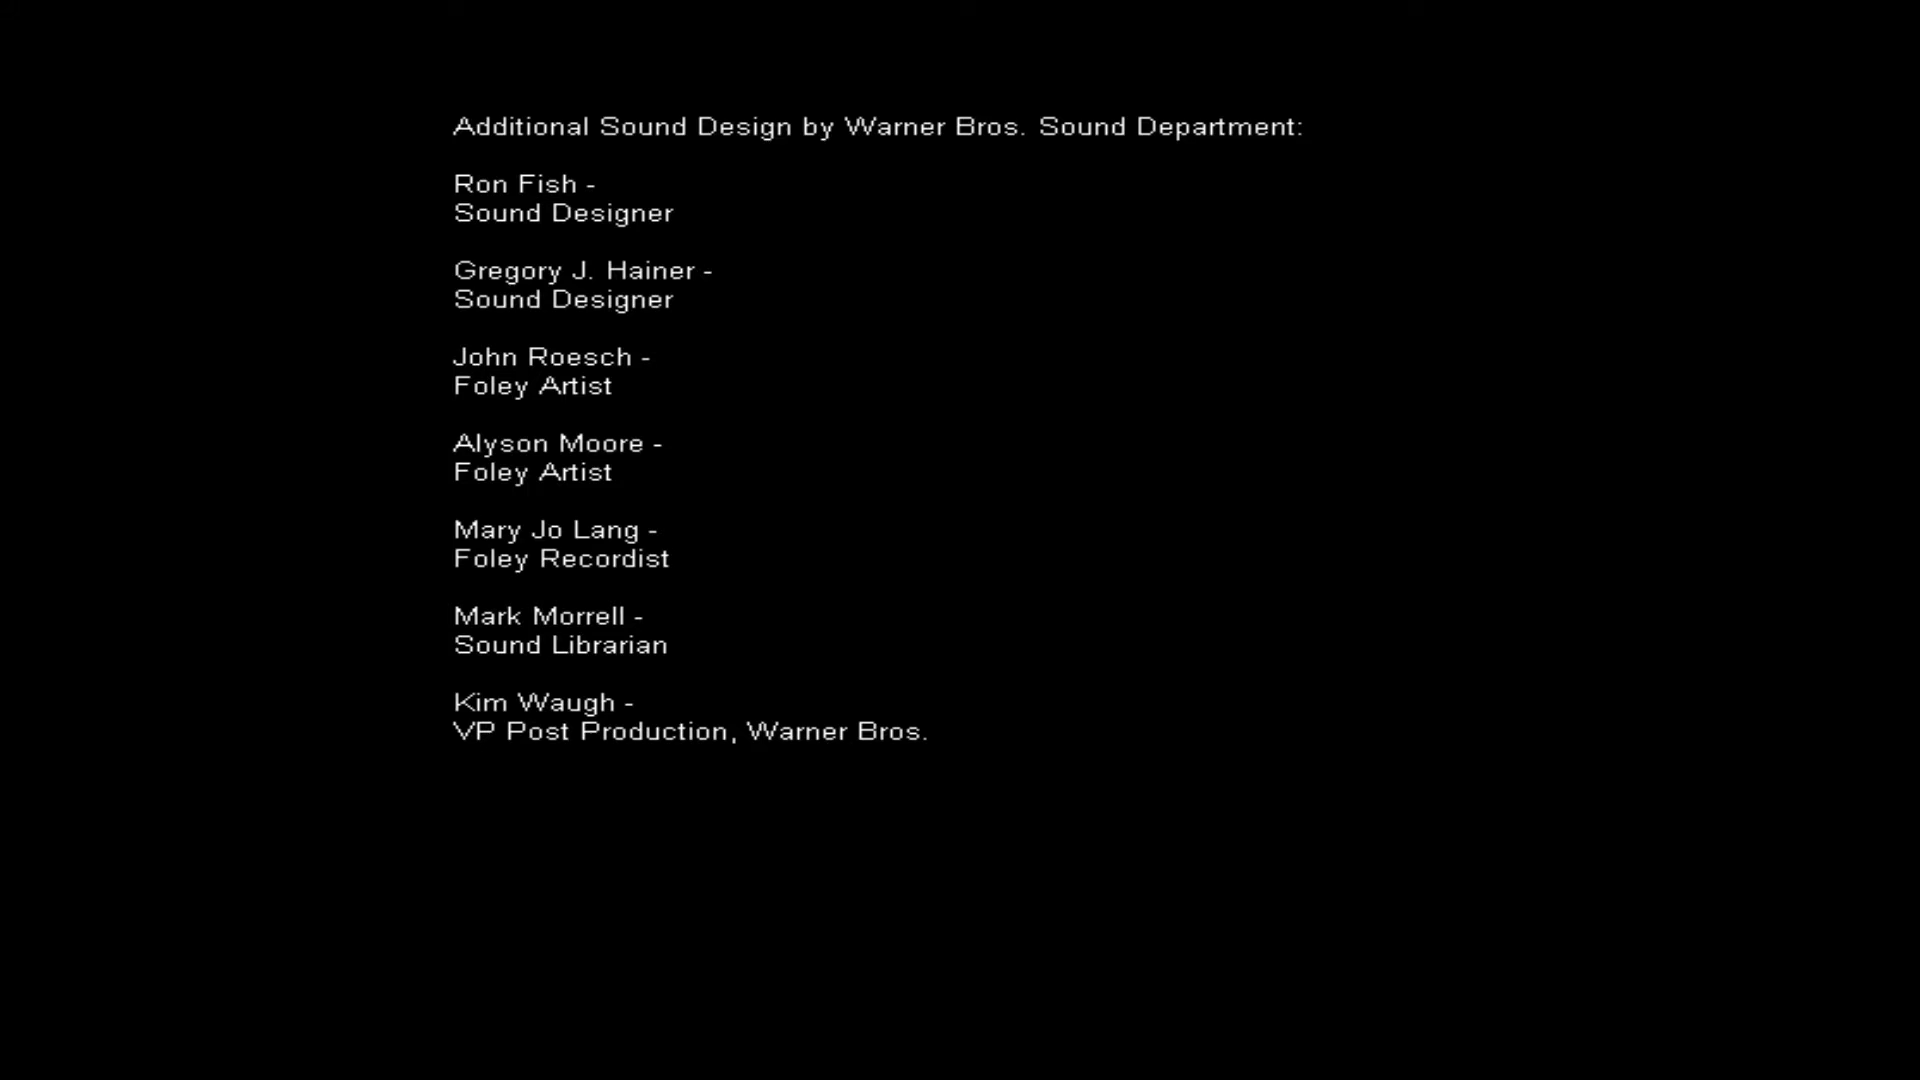 Additional Sound Design by Warner Bros. Sound Department:
Ron Fish -
Sound Designer
Gregory J. Hainer -
Sound Designer
John Roesch -
Foley Artist
Alyson Moore -
Foley Artist
Mary Jo Lang -
Foley Recordist
Mark Morrell -
Sound Librarian
Kim Waugh -
VP Post Production, Warner Bros.